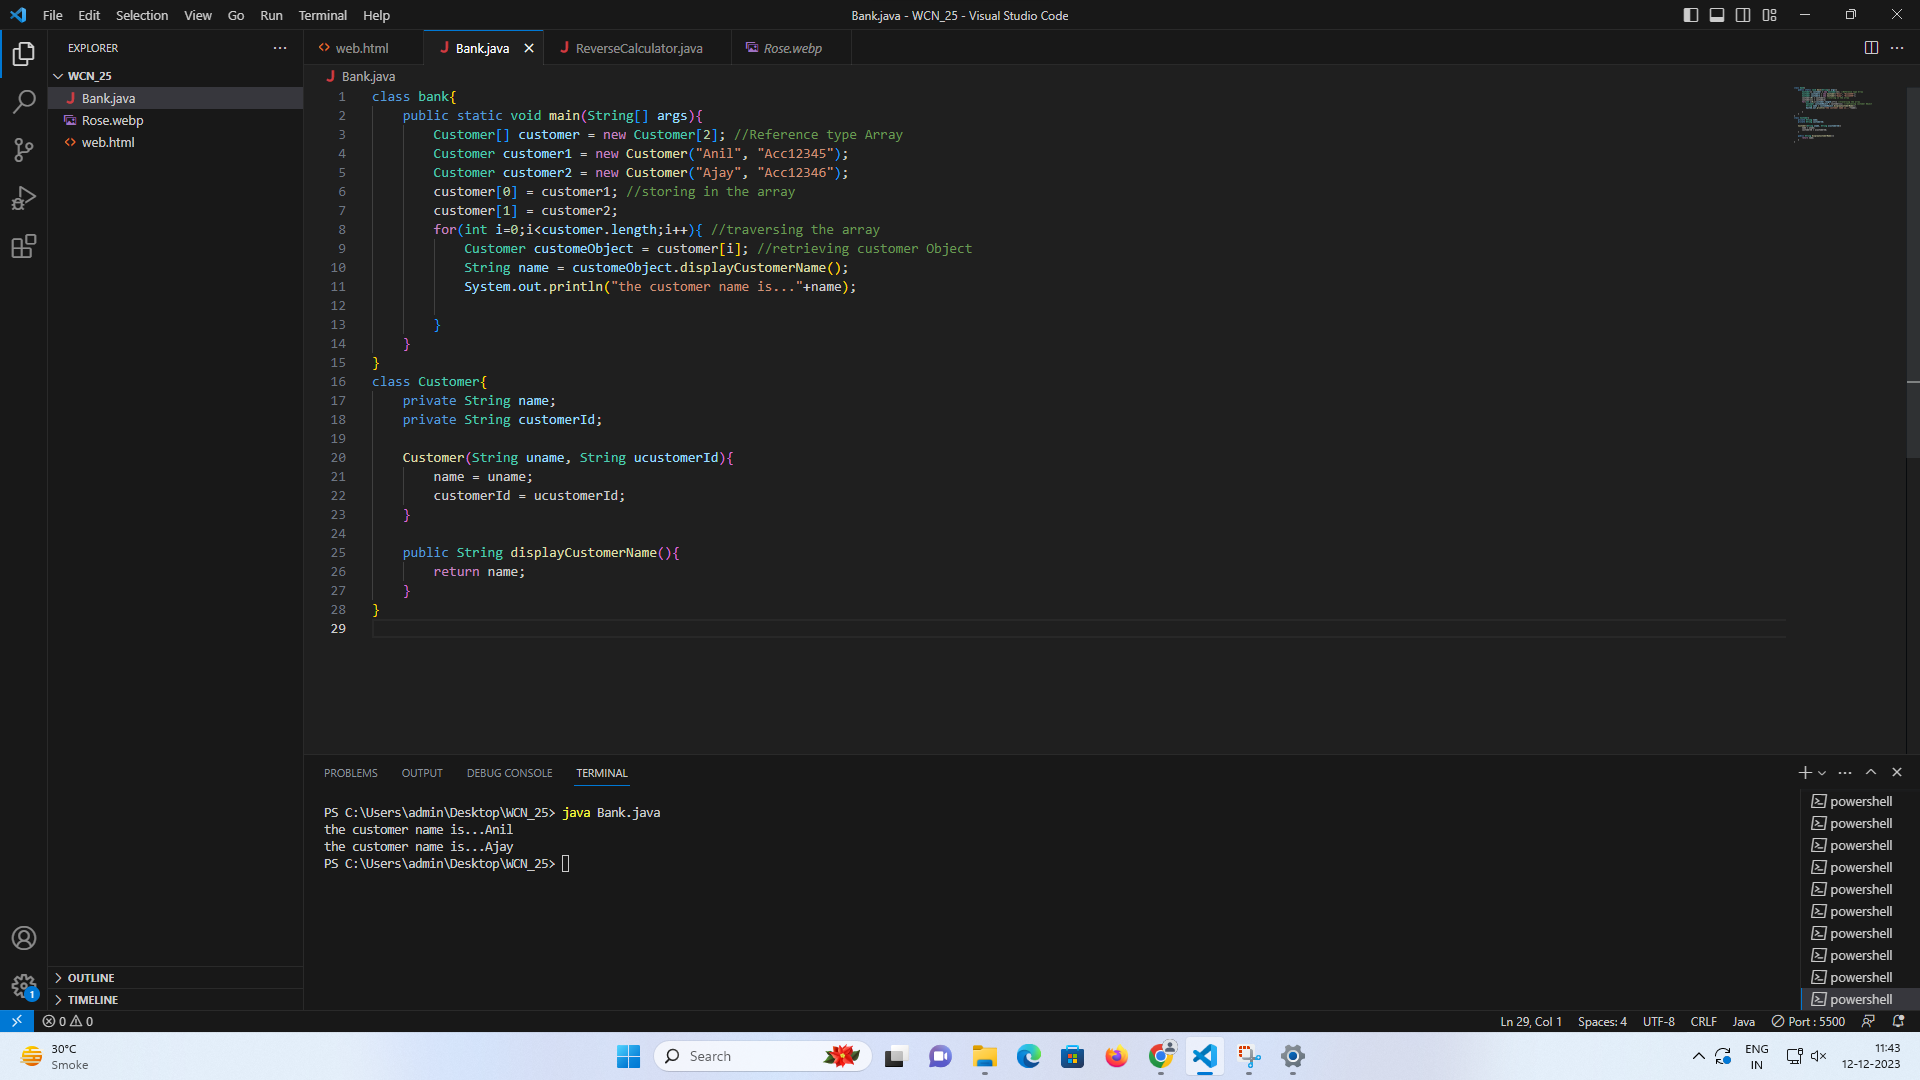 File Edit Selection View Go Run Terminal Help
Bank.java - WCN_25 - Visual Studio Code
EXPLORER
web.html
Bank.java
ReverseCalculator.java
Rose.webp
WCN_25
Bank.java
Rose.webp
web.html
Bank.java
1 class bank{
2 public static void main(String[] args){
3 Customer[] customer = new Customer[2]; //Reference type Array
4 Customer customer1 = new Customer("Anil", "Acc12345");
5 Customer customer2 = new Customer("Ajay", "Acc12346");
6 customer[0] = customer1; //storing in the array
7 customer[1] = customer2;
8 for(int i=0;i<customer.length;i++){ //traversing the array
9 Customer customeObject = customer[i]; //retrieving customer Object
10 String name = customeObject.displayCustomerName();
11 System.out.println("the customer name is..."+name);
12
13 }
14 }
15 }
16 class Customer{
17 private String name;
18 private String customerId;
19
20 Customer(String uname, String ucustomerId){
21 name = uname;
22 customerId = ucustomerId;
23 }
24
25 public String displayCustomerName(){
26 return name;
27 }
28 }
29
PROBLEMS OUTPUT DEBUG CONSOLE TERMINAL
PS C:\Users\admin\Desktop\WCN_25> java Bank.java
the customer name is...Anil
the customer name is...Ajay
PS C:\Users\admin\Desktop\WCN_25>
powershell
powershell
powershell
powershell
powershell
powershell
powershell
powershell
powershell
powershell
OUTLINE
TIMELINE
1
0 0
Ln 29, Col 1 Spaces: 4 UTF-8 CRLF Java Port : 5500
30°C
Smoke
Search
ENG
IN
11:43
12-12-2023